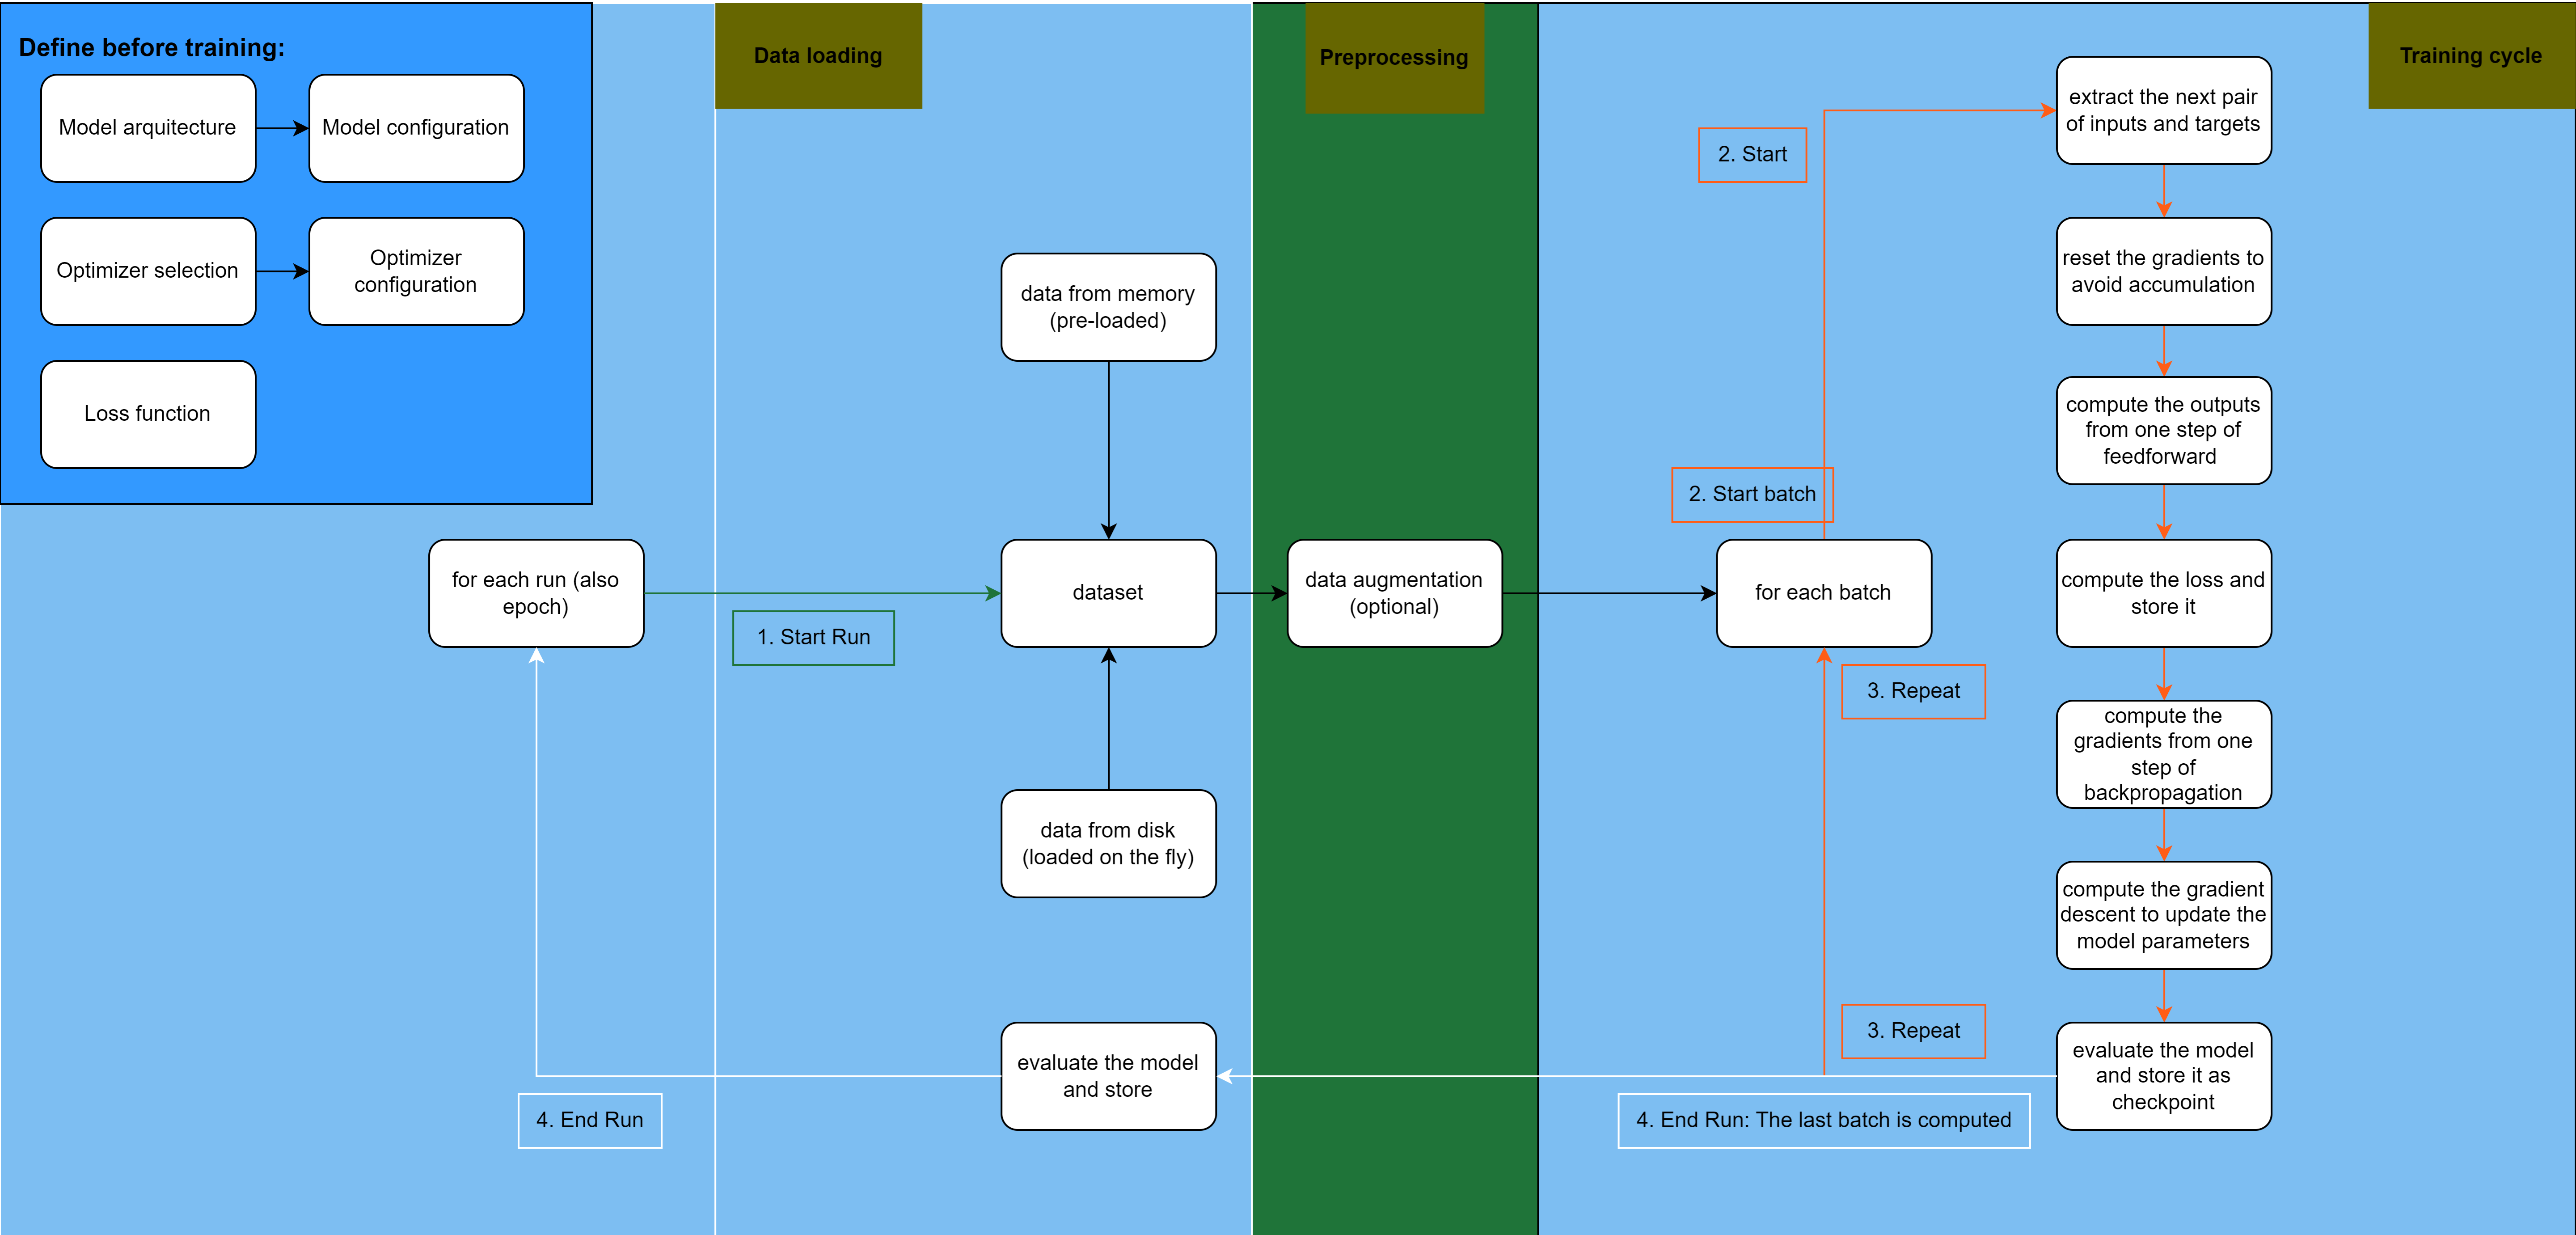 Define before training:
Model arquitecture
Model configuration
Optimizer selection
Optimizer
configuration
Loss function
for each run (also
epoch)
1. Start Run
4. End Run
Data loading
data from memory
(pre-loaded)
dataset
data from disk
(loaded on the fly)
evaluate the model
and store
Preprocessing
data augmentation
(optional)
Training cycle
2. Start
2. Start batch
for each batch
3. Repeat
3. Repeat
4. End Run: The last batch is computed
extract the next pair
of inputs and targets
reset the gradients to
avoid accumulation
compute the outputs
from one step of
feedforward
compute the loss and
store it
compute the
gradients from one
step of
backpropagation
compute the gradient
descent to update the
model parameters
evaluate the model
and store it as
checkpoint